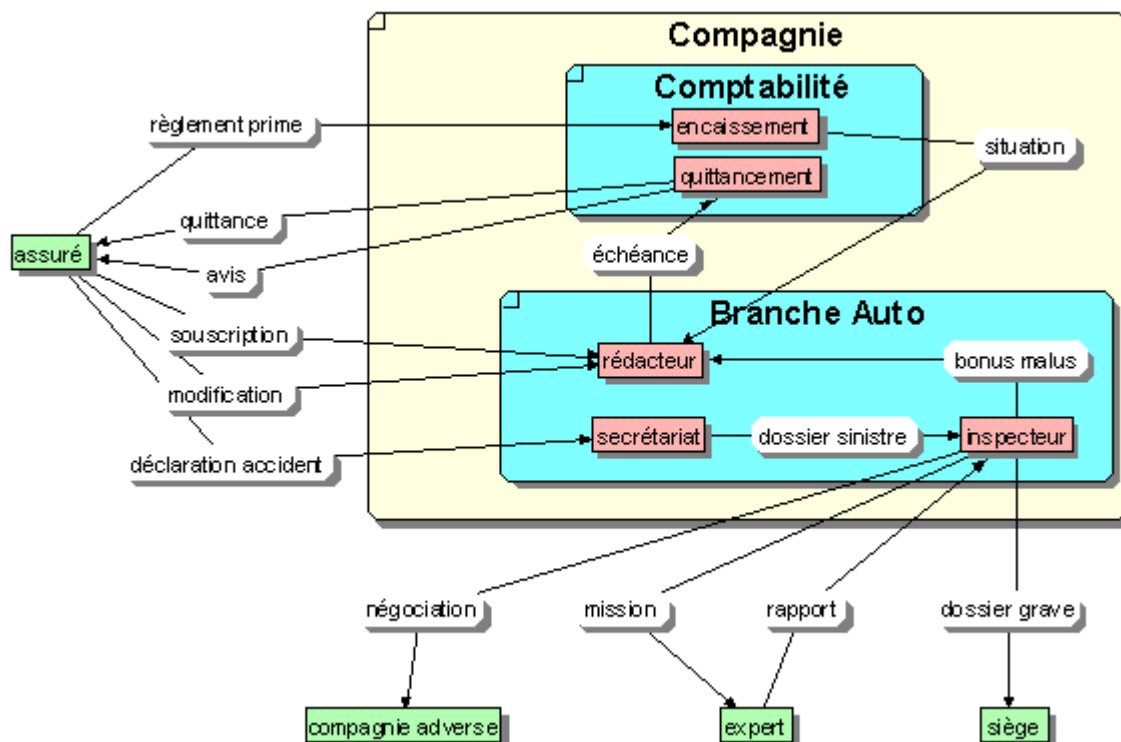 Compagnie
Comptabilité
règlement prime
encaissement
situation
quittancement
quittance
assuré
échéance
avis
Branche Auto
souscription
rédacteur
bonus malus
modification
secrétariat
dossier sinistre
inspecteur
déclaration accident
négociation
mission
rapport
dossier grave
compagnie adverse
expert
siège